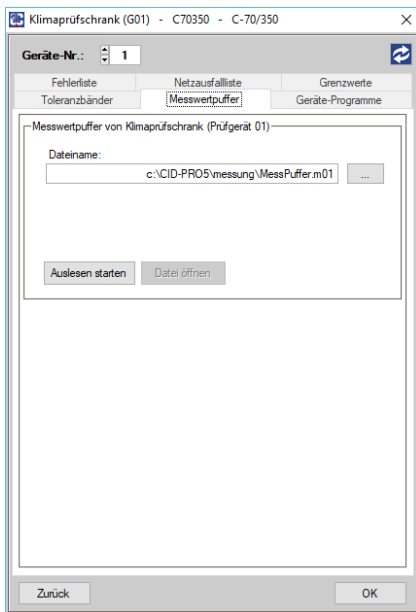 Klimaprüfschrank (G01) - C70350 - C-70/350
Geräte-Nr.: 1
Fehlerliste Netzausfallliste Grenzwerte
Toleranzbänder Messwertpuffer Geräte-Programme
Messwertpuffer von Klimaprüfschrank (Prüfgerät 01)
Dateiname:
c:\CID-PRO5\messung\MessPuffer.m01 ...
Auslesen starten Datei öffnen
Zurück OK